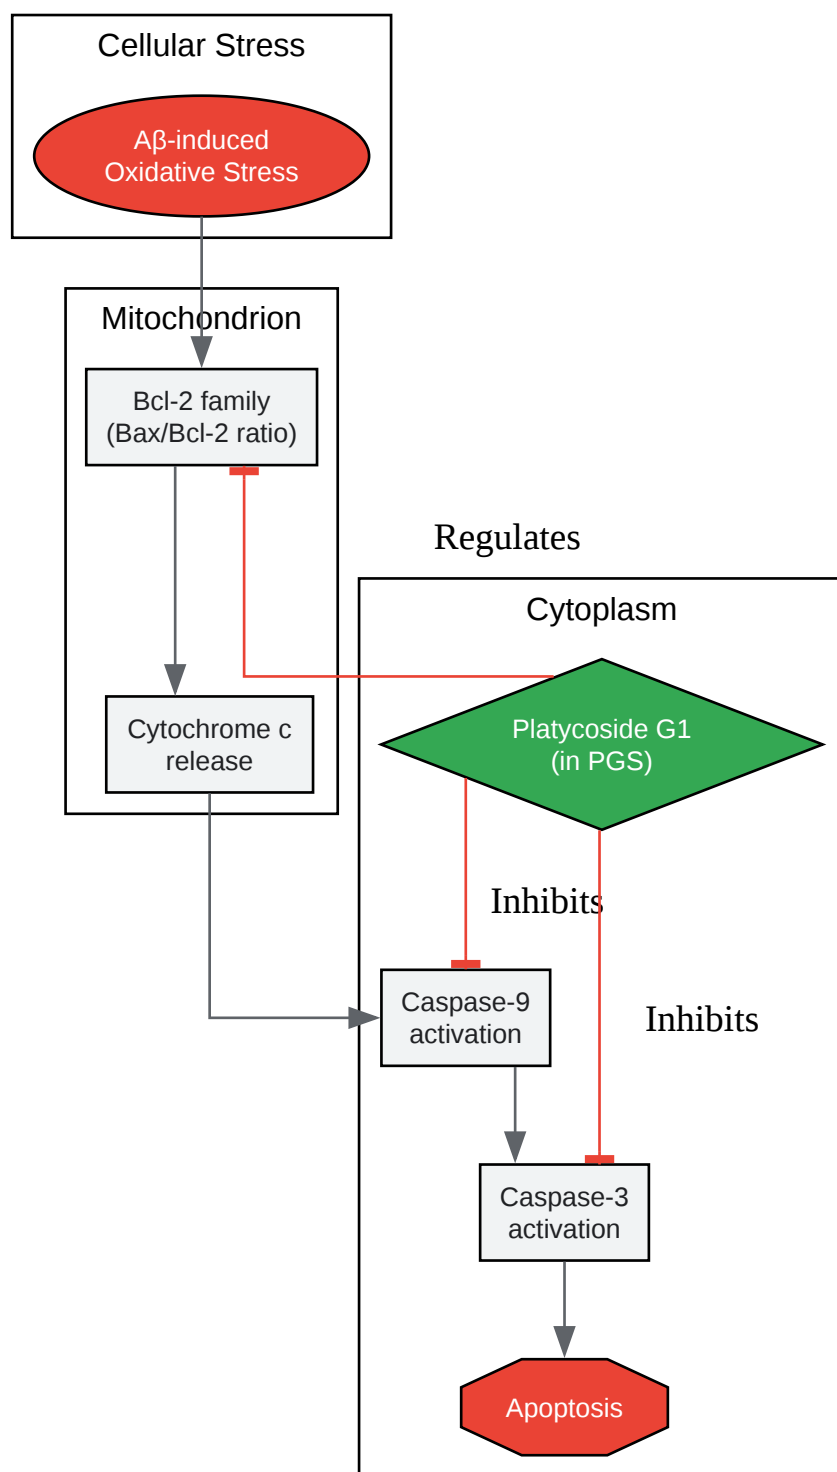 Cellular Stress
Aβ-induced
Oxidative Stress
Mitochondrion
Bcl-2 family
(Bax/Bcl-2 ratio)
Regulates
Cytoplasm
Platycoside G1
(in PGS)
Cytochrome c
release
Inhibits
Caspase-9
activation
Inhibits
Caspase-3
activation
Apoptosis